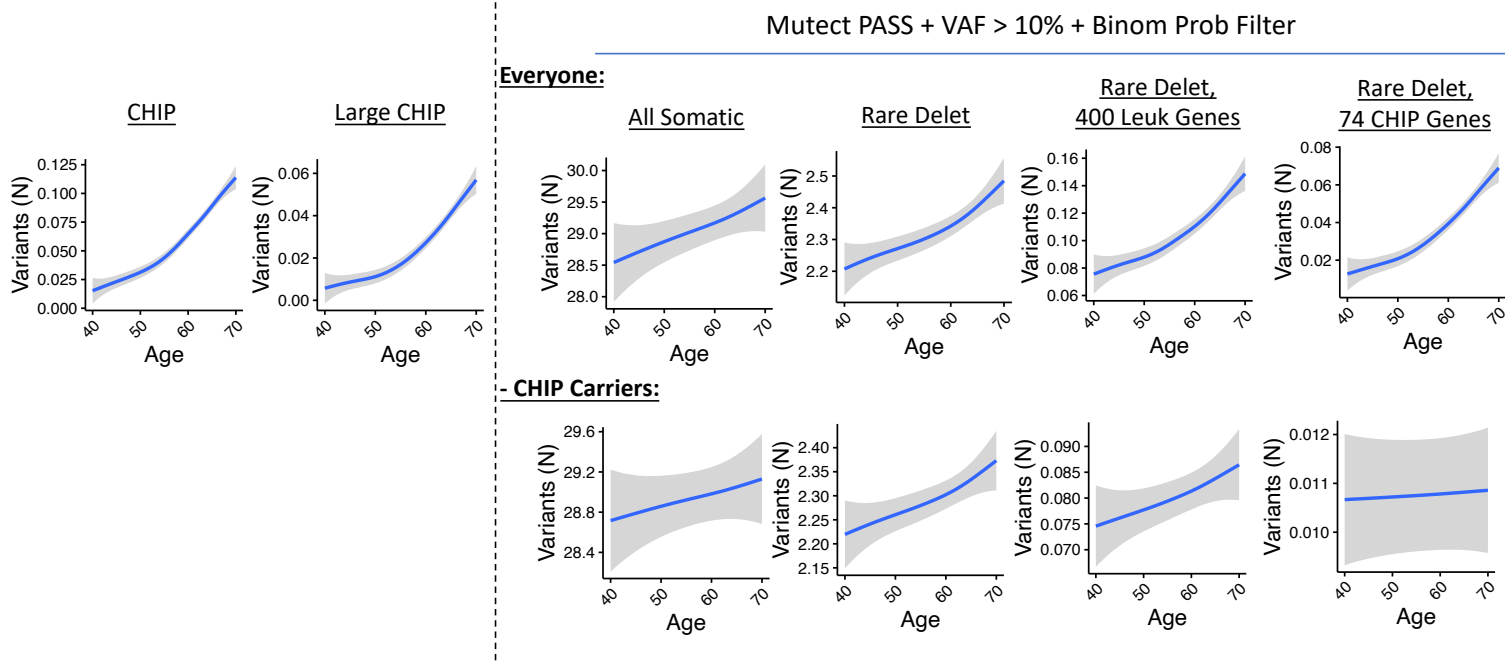 Mutect PASS + VAF > 10% + Binom Prob Filter
Everyone:
CHIP
Large CHIP
All Somatic
Rare Delet
Rare Delet,
400 Leuk Genes
Rare Delet,
74 CHIP Genes
Variants (N)
0.125
0.100
0.075
0.050
0.025
0.000
40
50
60
70
Age
Variants (N)
0.06
0.04
0.02
0.00
40
50
60
70
Age
Variants (N)
30.0
29.5
29.0
28.5
28.0
40
50
60
70
Age
Variants (N)
2.5
2.4
2.3
2.2
40
50
60
70
Age
Variants (N)
0.16
0.14
0.12
0.10
0.08
0.06
40
50
60
70
Age
Variants (N)
0.08
0.06
0.04
0.02
40
50
60
70
Age
- CHIP Carriers:
Variants (N)
29.6
29.2
28.8
28.4
40
50
60
70
Age
Variants (N)
2.40
2.35
2.30
2.25
2.20
2.15
40
50
60
70
Age
Variants (N)
0.090
0.085
0.080
0.075
0.070
40
50
60
70
Age
Variants (N)
0.012
0.011
0.010
40
50
60
70
Age